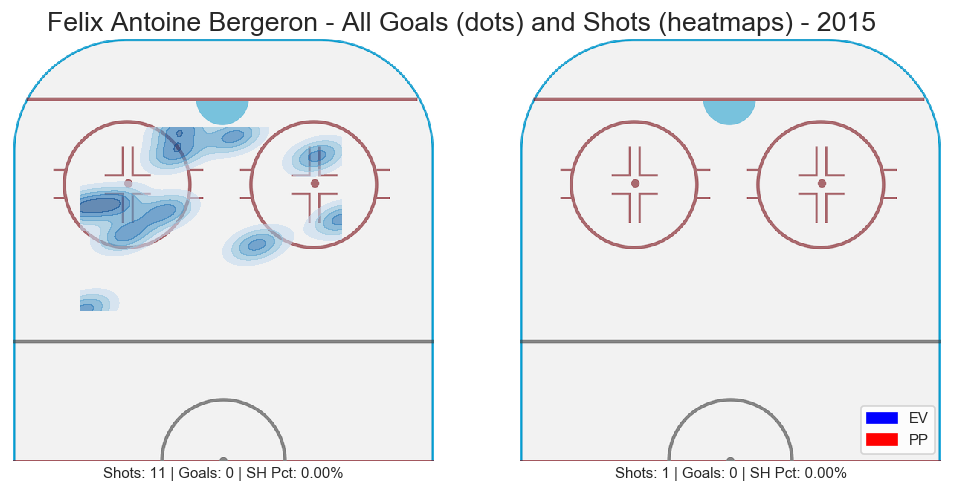 Felix Antoine Bergeron - All Goals (dots) and Shots (heatmaps) - 2015
EV
PP
Shots: 11 | Goals: 0 | SH Pct: 0.00%
Shots: 1 | Goals: 0 | SH Pct: 0.00%